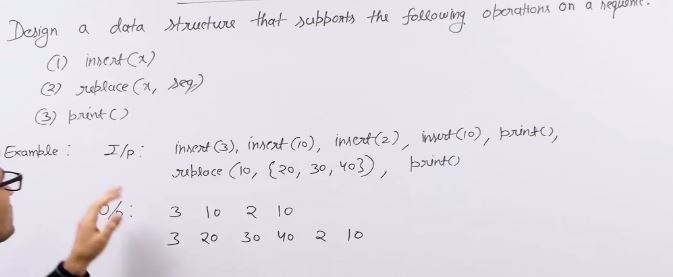 Design a data structure that supports the following operations on a sequence.
(1) insert(x)
(2) replace(x, seq)
(3) print()
Example : I/p : insert(3), insert(10), insert(2), insert(10), print(),
replace(10, {20, 30, 40}), print()
O/p : 3 10 2 10
3 20 30 40 2 10